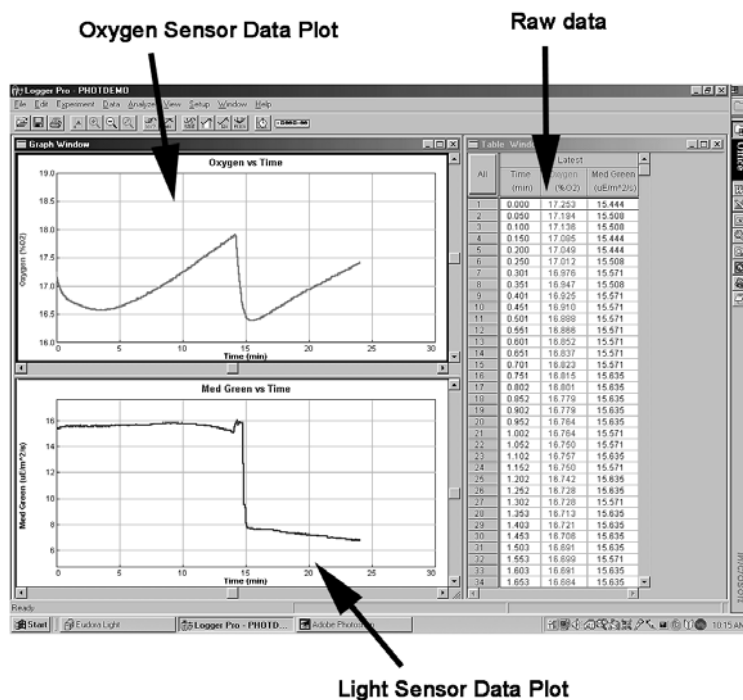 Oxygen Sensor Data Plot
Raw data
Logger Pro - PHOTDEMO
File Edit Experiment Data Analyze View Setup Window Help
Graph Window
Oxygen vs Time
19.0
18.5
18.0
17.5
17.0
16.5
16.0
Oxygen (%O2)
0 5 10 15 20 25 30
Time (min)
Med Green vs Time
16
14
12
10
8
6
Med Green (uE/m^2/s)
0 5 10 15 20 25 30
Time (min)
Table Window
Latest
All Time Oxygen Med Green
(min) (%O2) (uE/m^2/s)
1 0.000 17.253 15.444
2 0.050 17.194 15.508
3 0.100 17.136 15.508
4 0.150 17.085 15.444
5 0.200 17.049 15.444
6 0.250 17.012 15.508
7 0.301 16.976 15.571
8 0.351 16.947 15.508
9 0.401 16.925 15.571
10 0.451 16.910 15.571
11 0.501 16.888 15.571
12 0.551 16.866 15.571
13 0.601 16.852 15.571
14 0.651 16.837 15.571
15 0.701 16.823 15.571
16 0.751 16.815 15.635
17 0.802 16.801 15.635
18 0.852 16.779 15.635
19 0.902 16.779 15.635
20 0.952 16.764 15.635
21 1.002 16.764 15.571
22 1.052 16.750 15.571
23 1.102 16.757 15.635
24 1.152 16.750 15.571
25 1.202 16.742 15.635
26 1.252 16.728 15.635
27 1.302 16.728 15.571
28 1.353 16.713 15.635
29 1.403 16.721 15.635
30 1.453 16.706 15.635
31 1.503 16.691 15.635
32 1.553 16.699 15.571
33 1.603 16.691 15.635
34 1.653 16.684 15.635
Office
Microsoft
Ready
Start Eudora Light Logger Pro - PHOTD... Adobe 10:15 AM
Light Sensor Data Plot